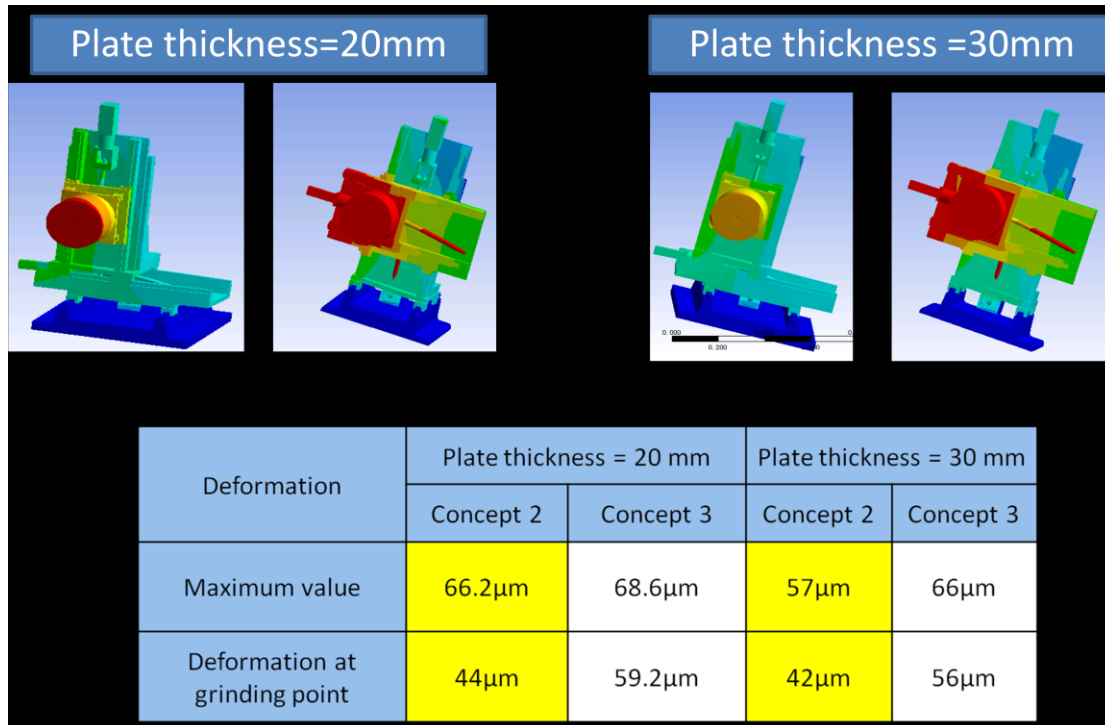 Plate thickness=20mm
Plate thickness =30mm
0.000
0.200
Deformation
Plate thickness = 20 mm
Plate thickness = 30 mm
Concept 2
Concept 3
Concept 2
Concept 3
Maximum value
66.2µm
68.6µm
57µm
66µm
Deformation at
grinding point
44µm
59.2µm
42µm
56µm